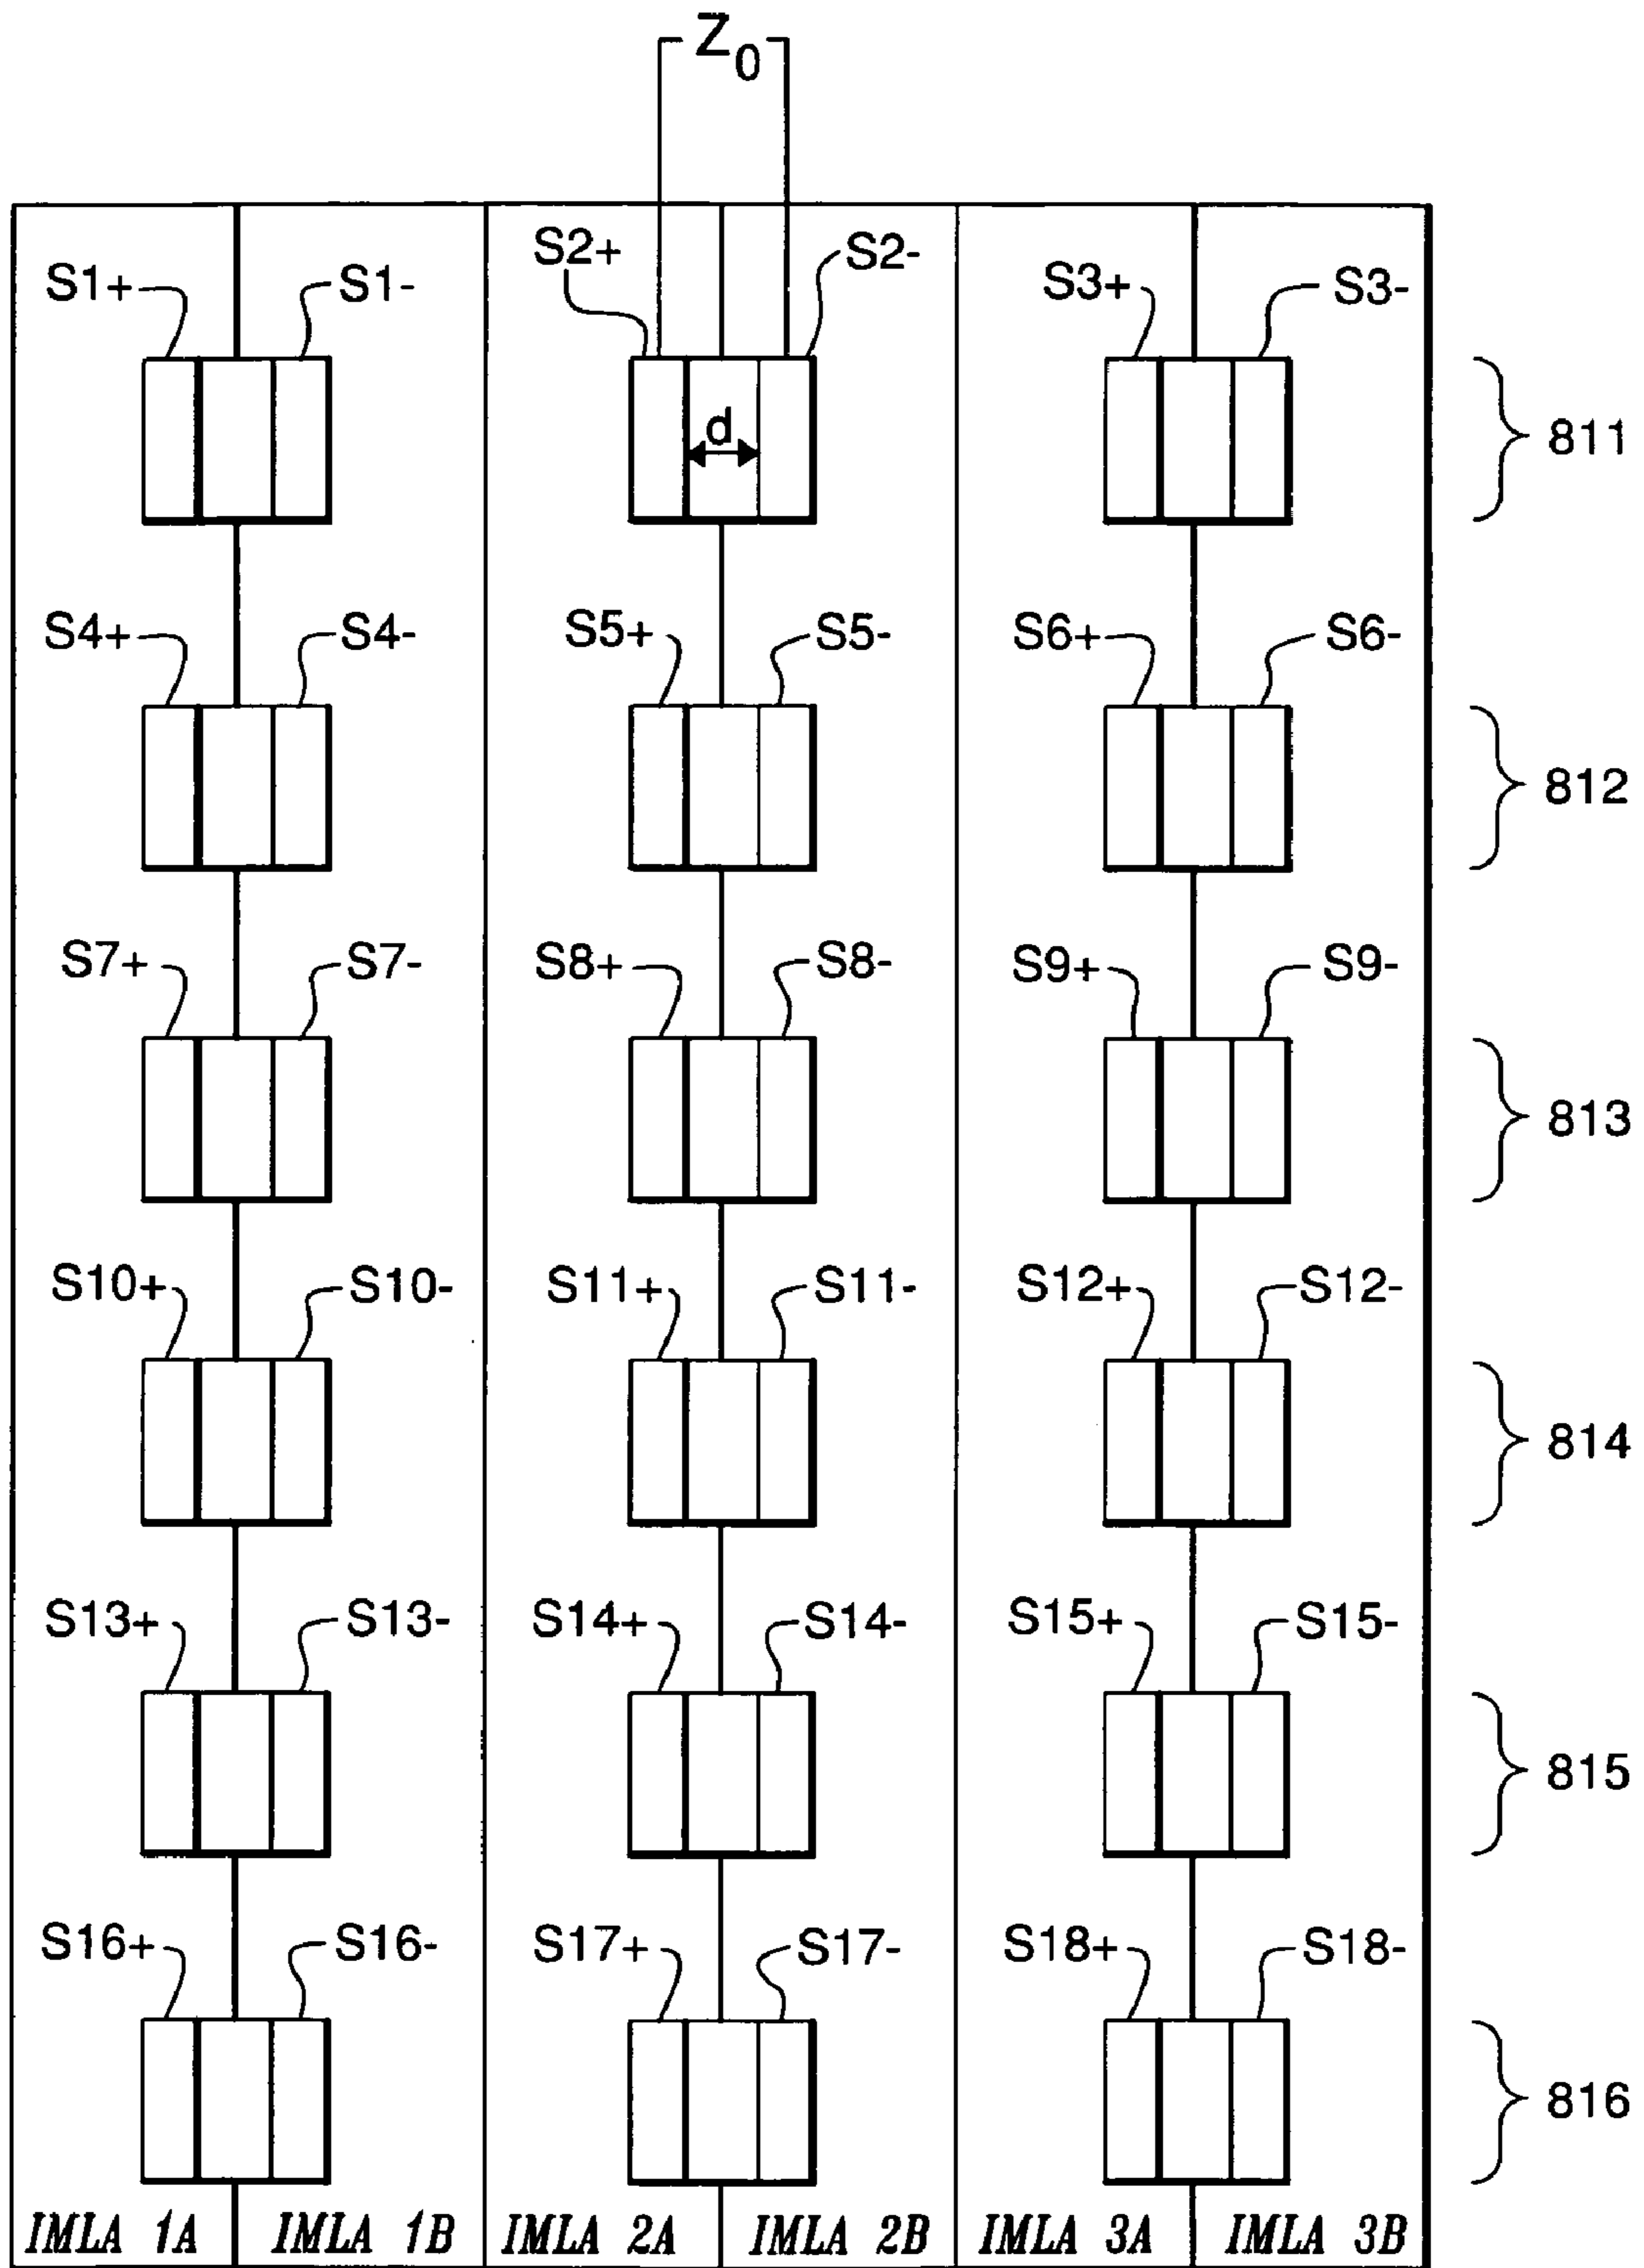 Z0
S1+ S1- S2+ S2- S3+ S3-
d
811
S4+ S4- S5+ S5- S6+ S6-
812
S7+ S7- S8+ S8- S9+ S9-
813
S10+ S10- S11+ S11- S12+ S12-
814
S13+ S13- S14+ S14- S15+ S15-
815
S16+ S16- S17+ S17- S18+ S18-
816
IMLA 1A IMLA 1B IMLA 2A IMLA 2B IMLA 3A IMLA 3B